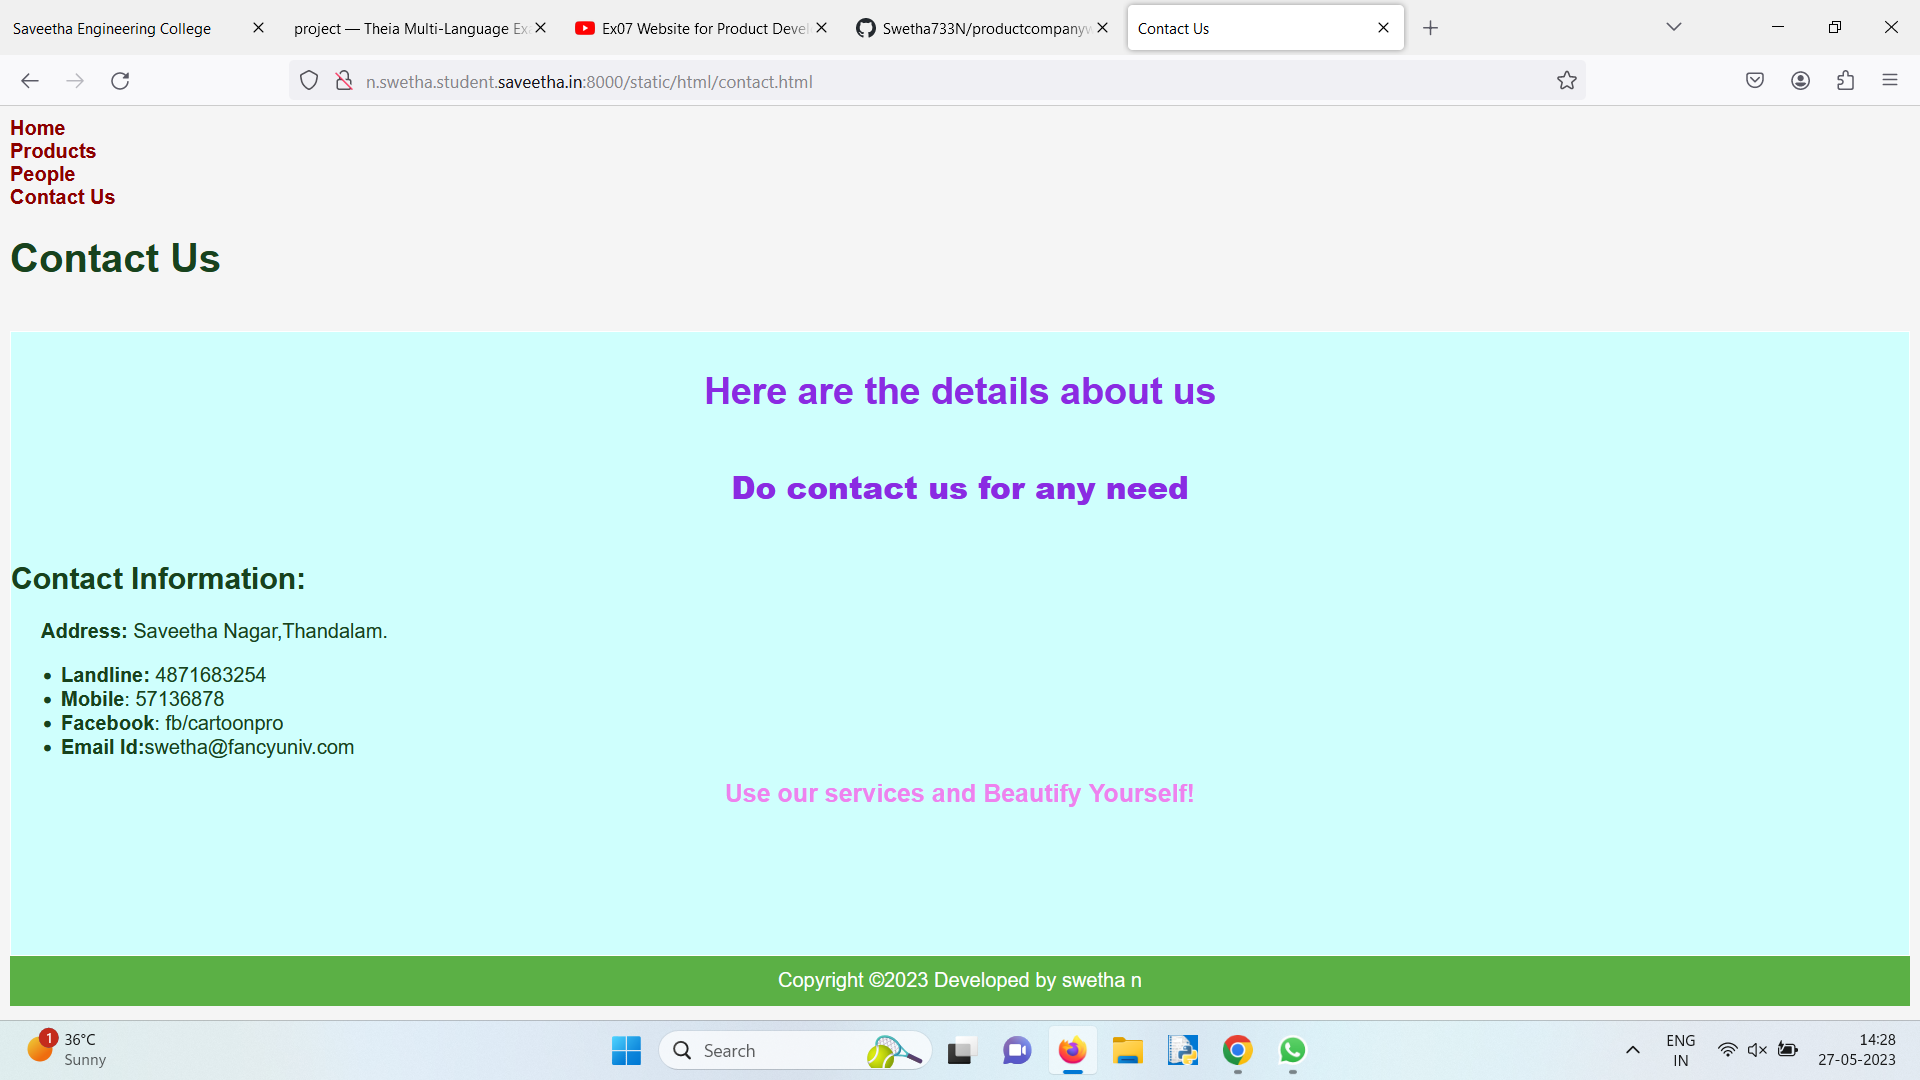 Saveetha Engineering College
project — Theia Multi-Language Ex
Ex07 Website for Product Devel
Swetha733N/productcompanyw
Contact Us
n.swetha.student.saveetha.in:8000/static/html/contact.html
Home
Products
People
Contact Us
Contact Us
Here are the details about us
Do contact us for any need
Contact Information:
Address: Saveetha Nagar,Thandalam.
• Landline: 4871683254
• Mobile: 57136878
• Facebook: fb/cartoonpro
• Email Id:swetha@fancyuniv.com
Use our services and Beautify Yourself!
Copyright ©2023 Developed by swetha n
1
36°C
Sunny
Search
ENG
IN
14:28
27-05-2023